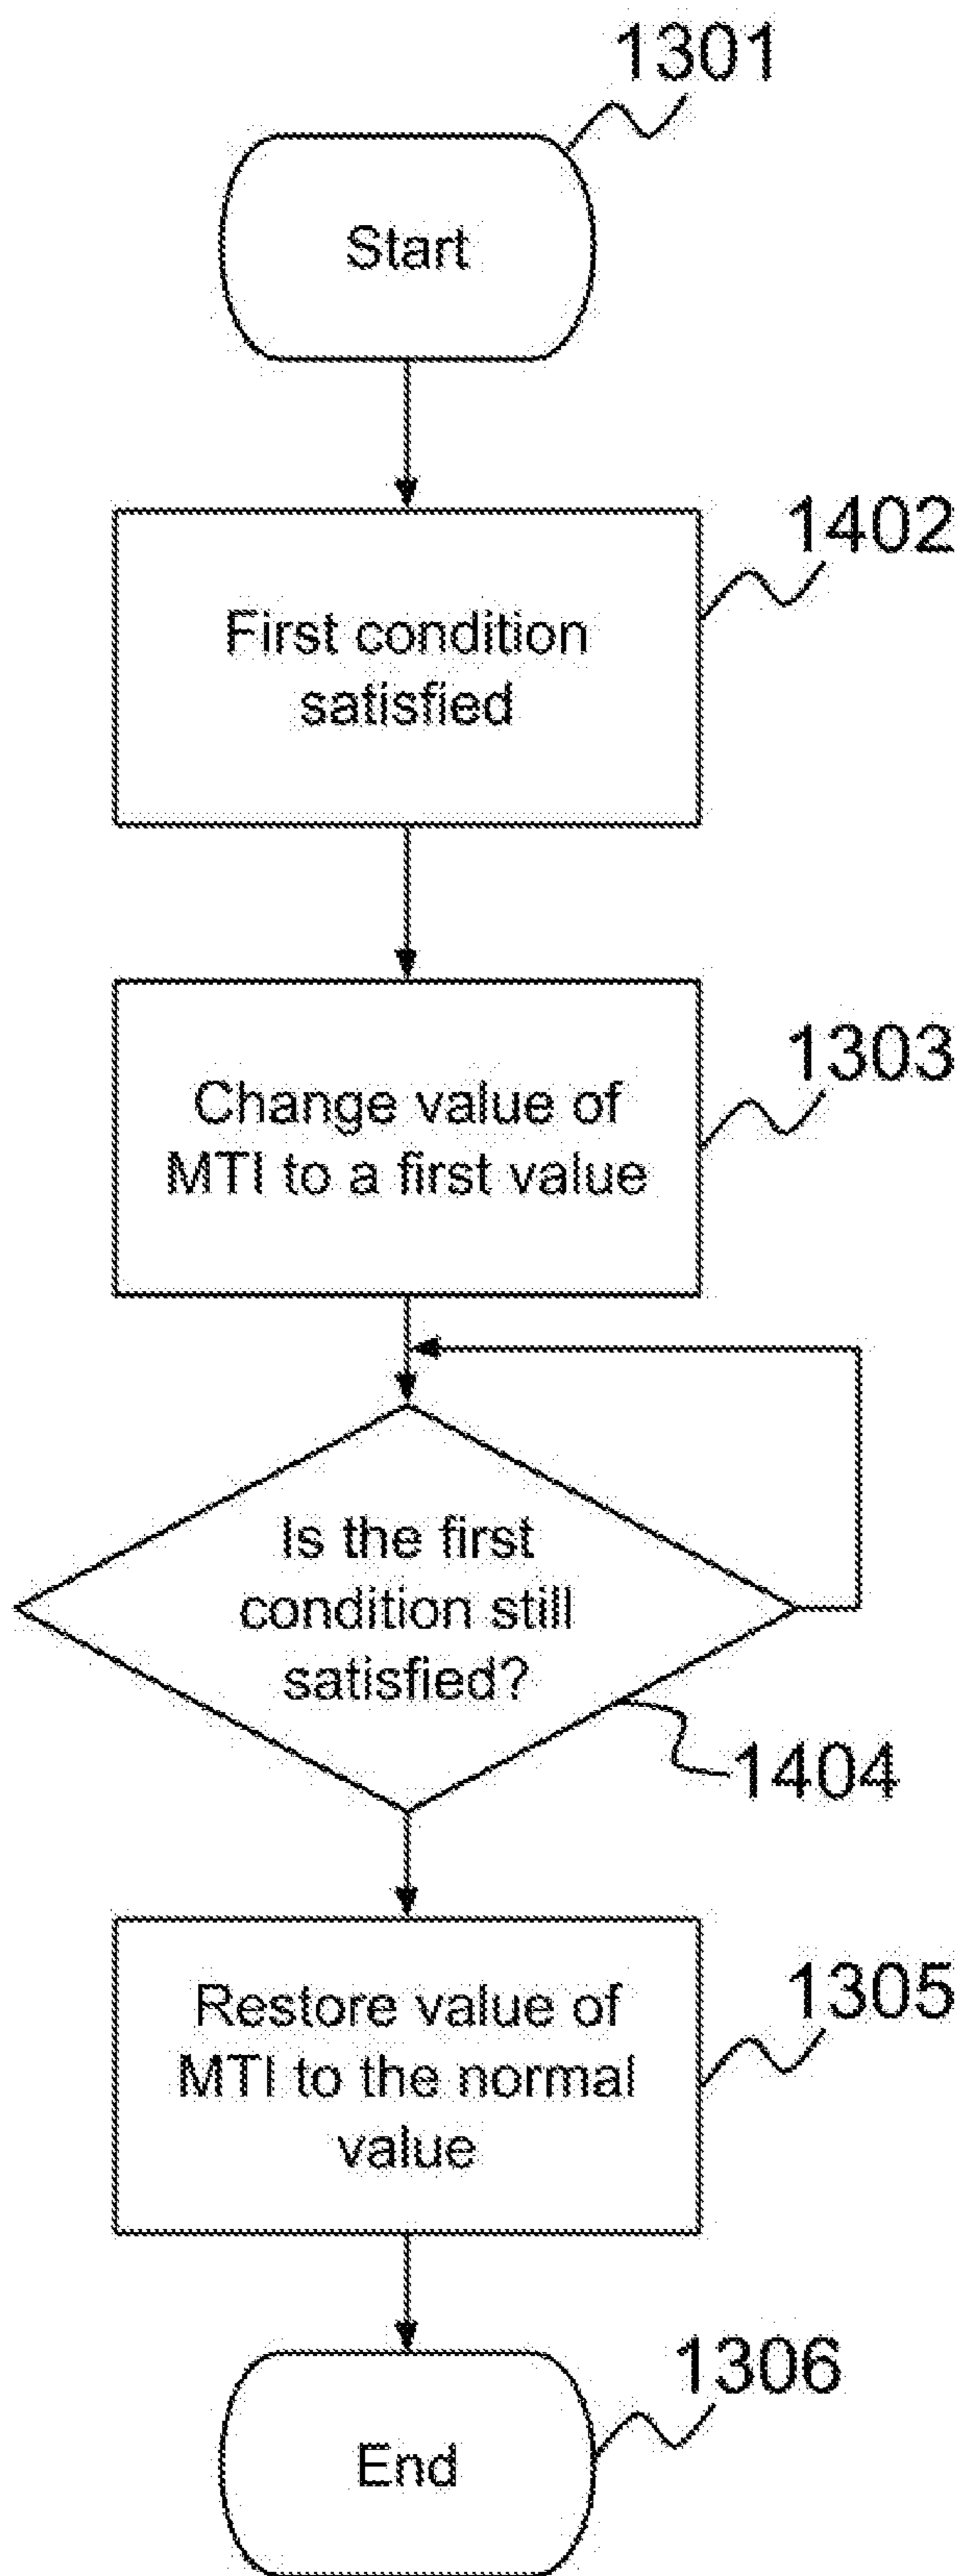 1301
Start
1402
First condition
satisfied
1303
Change value of
MTI to a first value
Is the first
condition still
satisfied?
1404
1305
Restore value of
MTI to the normal
value
1306
End